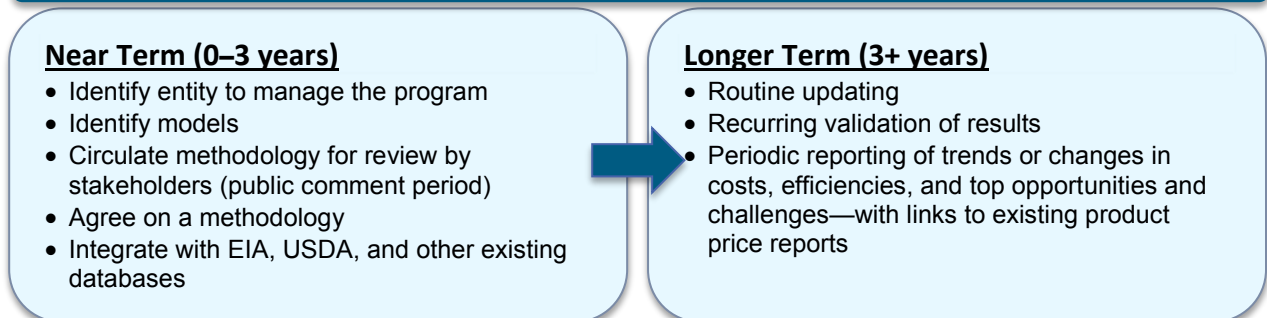 Near Term (0–3 years)
• Identify entity to manage the program
• Identify models
• Circulate methodology for review by
stakeholders (public comment period)
• Agree on a methodology
• Integrate with EIA, USDA, and other existing
databases
Longer Term (3+ years)
• Routine updating
• Recurring validation of results
• Periodic reporting of trends or changes in
costs, efficiencies, and top opportunities and
challenges—with links to existing product
price reports